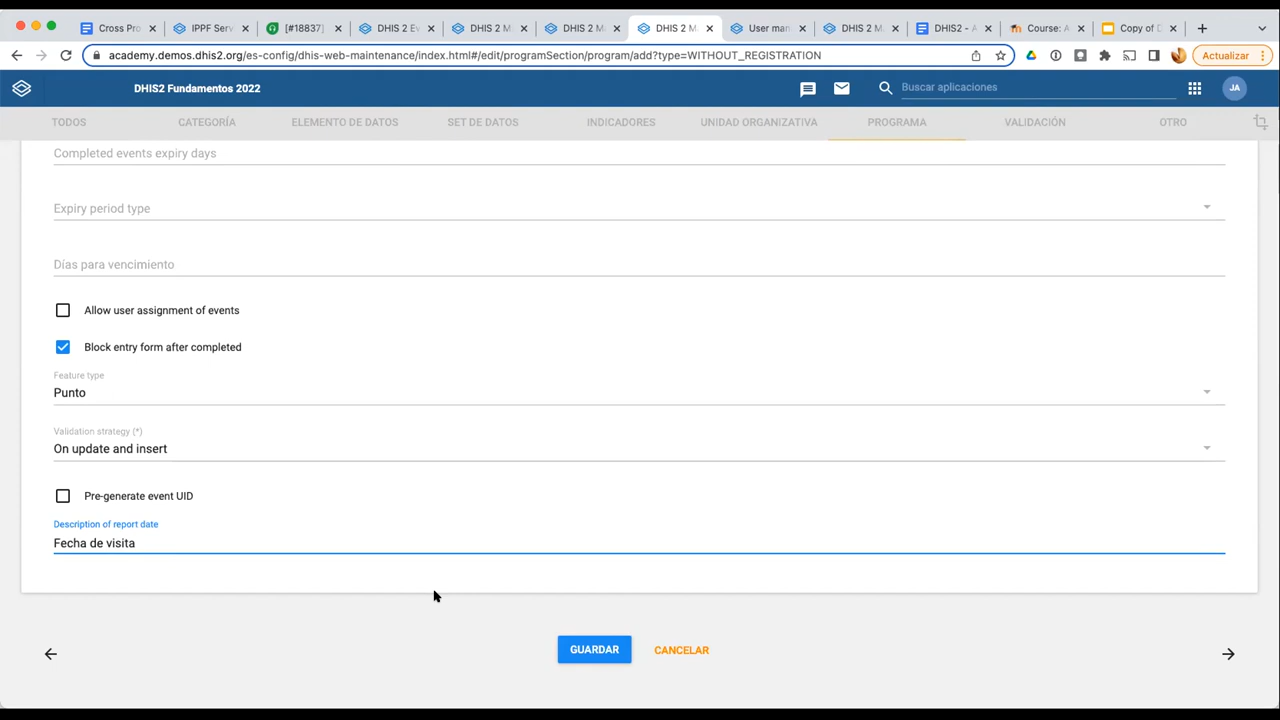 Cross Pro
IPPF Serv
[#18837]
DHIS 2 Ev
DHIS 2 M
DHIS 2 Ma
DHIS 2 M
User man
DHIS 2 M
DHIS2 - A
Course: A
Copy of D
academy.demos.dhis2.org/es-config/dhis-web-maintenance/index.html#/edit/programSection/program/add?type=WITHOUT_REGISTRATION
Actualizar
DHIS2 Fundamentos 2022
Buscar aplicaciones
JA
TODOS
CATEGORÍA
ELEMENTO DE DATOS
SET DE DATOS
INDICADORES
UNIDAD ORGANIZATIVA
PROGRAMA
VALIDACIÓN
OTRO
Completed events expiry days
Expiry period type
Días para vencimiento
Allow user assignment of events
Block entry form after completed
Feature type
Punto
Validation strategy (*)
On update and insert
Pre-generate event UID
Description of report date
Fecha de visita
GUARDAR
CANCELAR